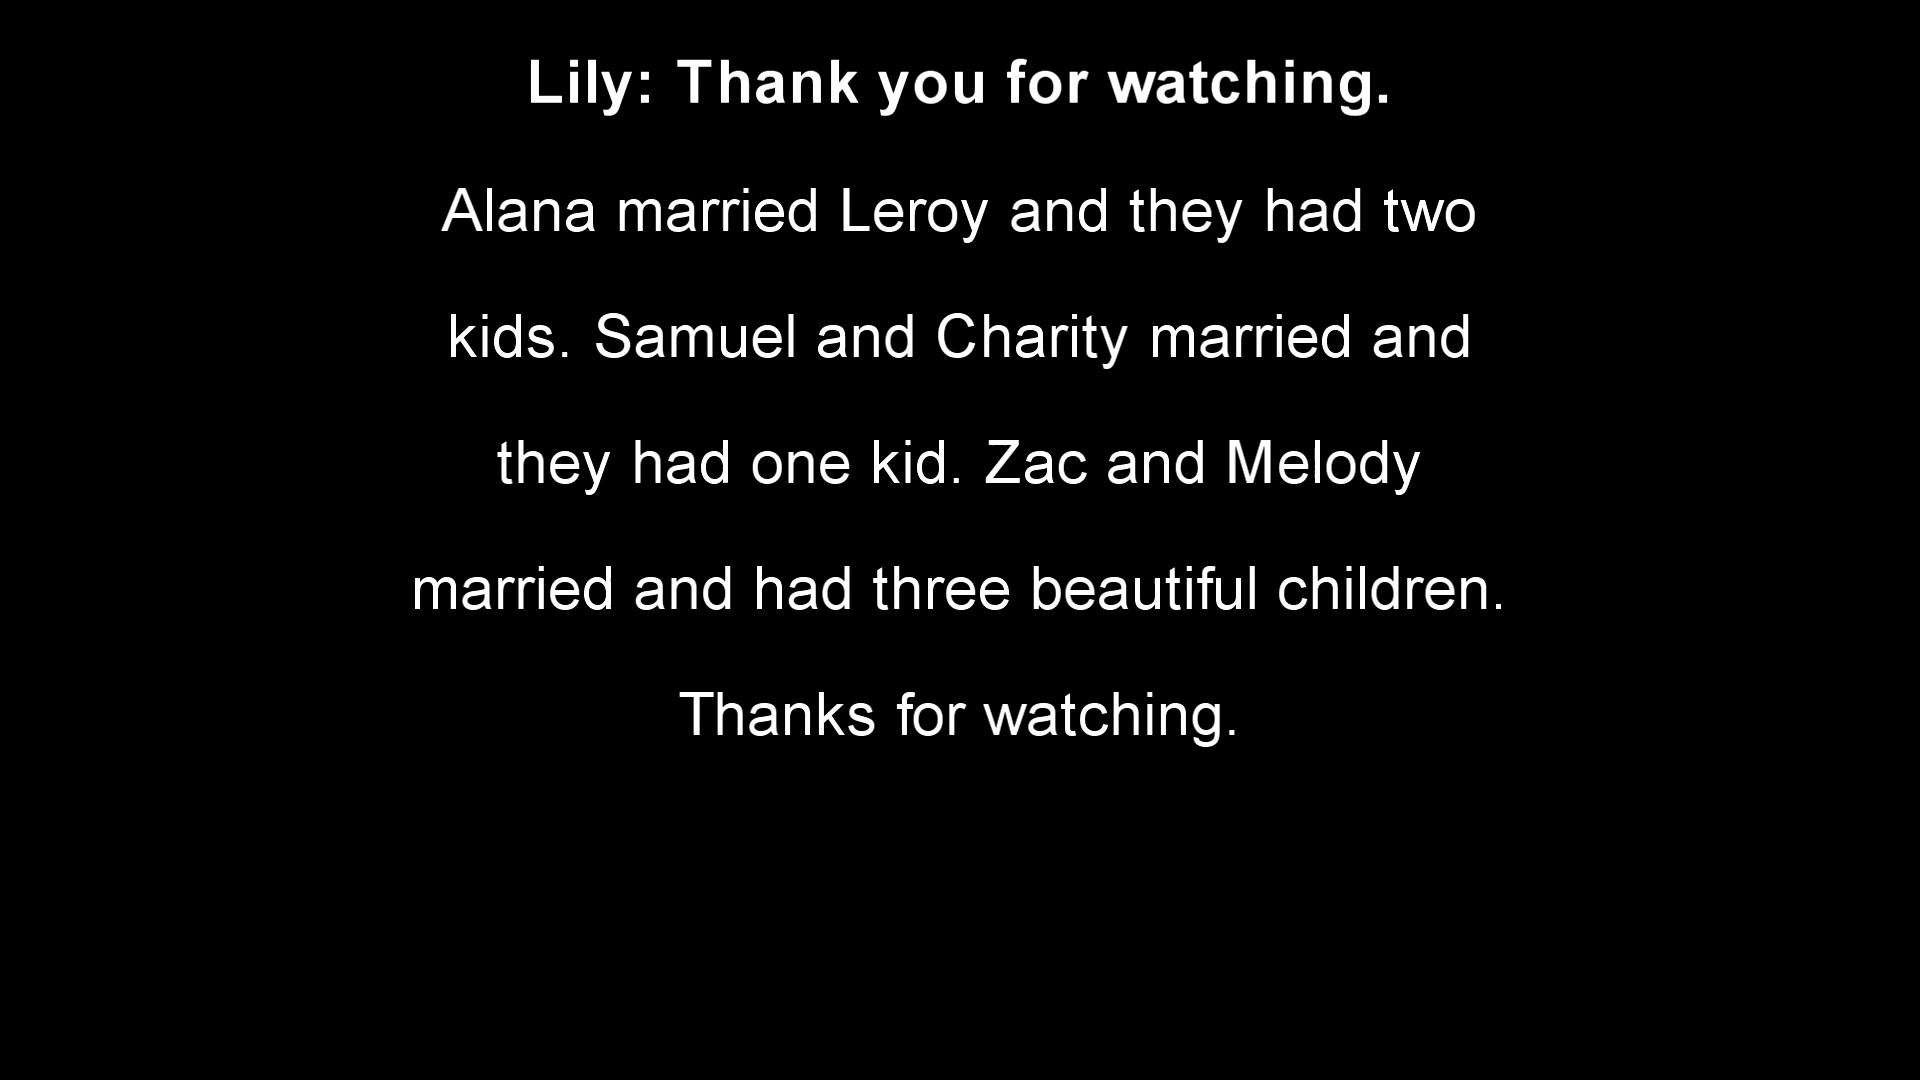 Lily: Thank you for watching.
Alana married Leroy and they had two
kids. Samuel and Charity married and
they had one kid. Zac and Melody
married and had three beautiful children.
Thanks for watching.